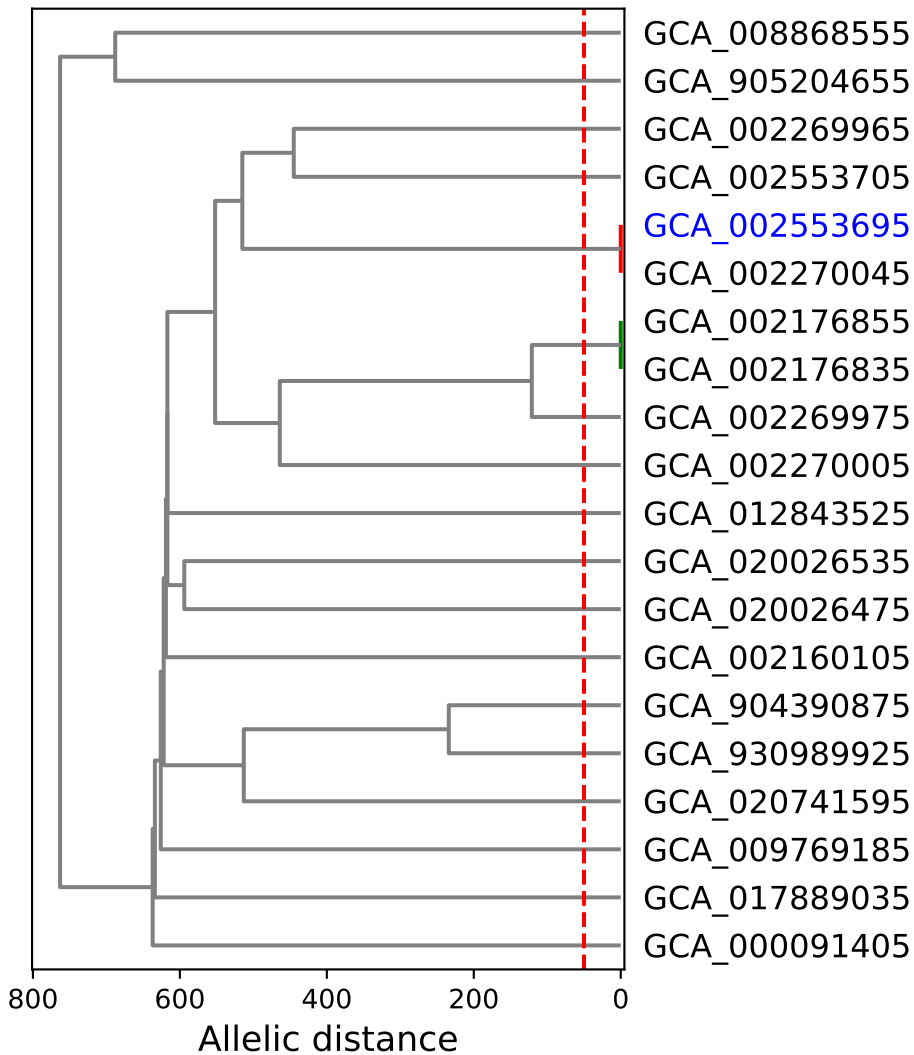 GCA_008868555
GCA_905204655
GCA_002269965
GCA_002553705
GCA_002553695
GCA_002270045
GCA_002176855
GCA_002176835
GCA_002269975
GCA_002270005
GCA_012843525
GCA_020026535
GCA_020026475
GCA_002160105
GCA_904390875
GCA_930989925
GCA_020741595
GCA_009769185
GCA_017889035
GCA_000091405
800 600 400 200 0
Allelic distance